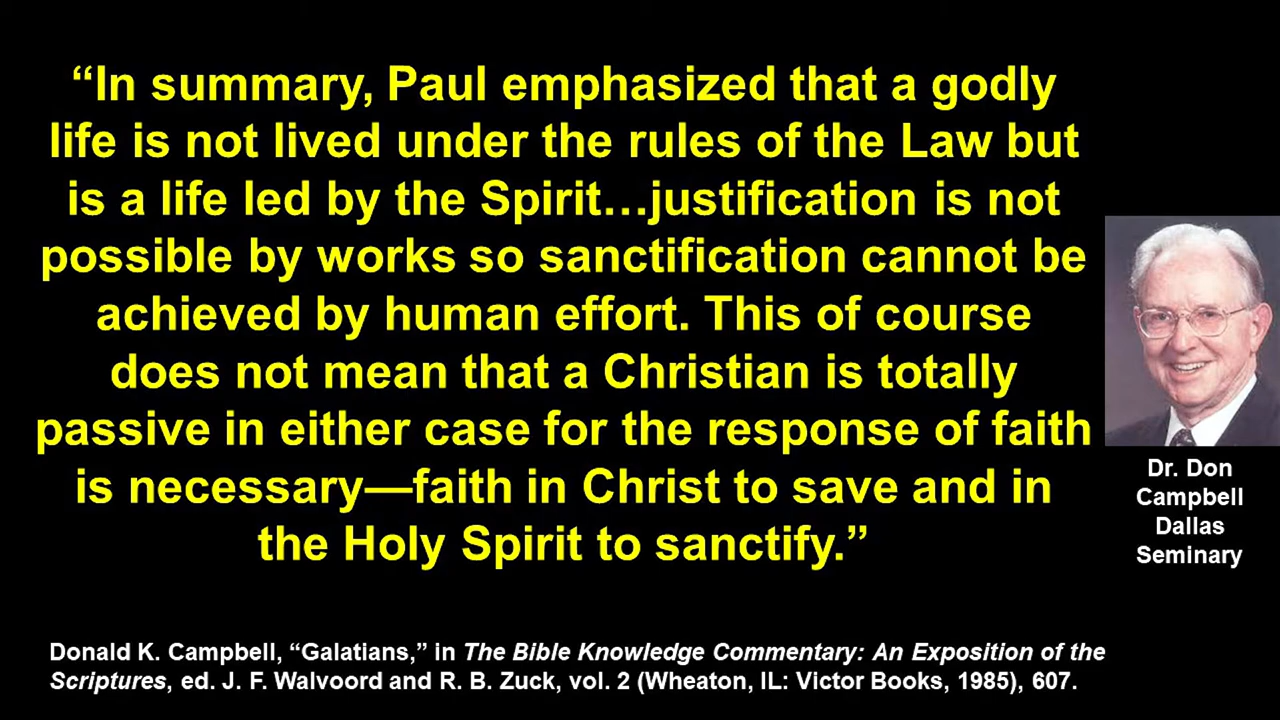 “In summary, Paul emphasized that a godly
life is not lived under the rules of the Law but
is a life led by the Spirit…justification is not
possible by works so sanctification cannot be
achieved by human effort. This of course
does not mean that a Christian is totally
passive in either case for the response of faith
is necessary—faith in Christ to save and in
the Holy Spirit to sanctify.”
Dr. Don
Campbell
Dallas
Seminary
Donald K. Campbell, “Galatians,” in The Bible Knowledge Commentary: An Exposition of the
Scriptures, ed. J. F. Walvoord and R. B. Zuck, vol. 2 (Wheaton, IL: Victor Books, 1985), 607.